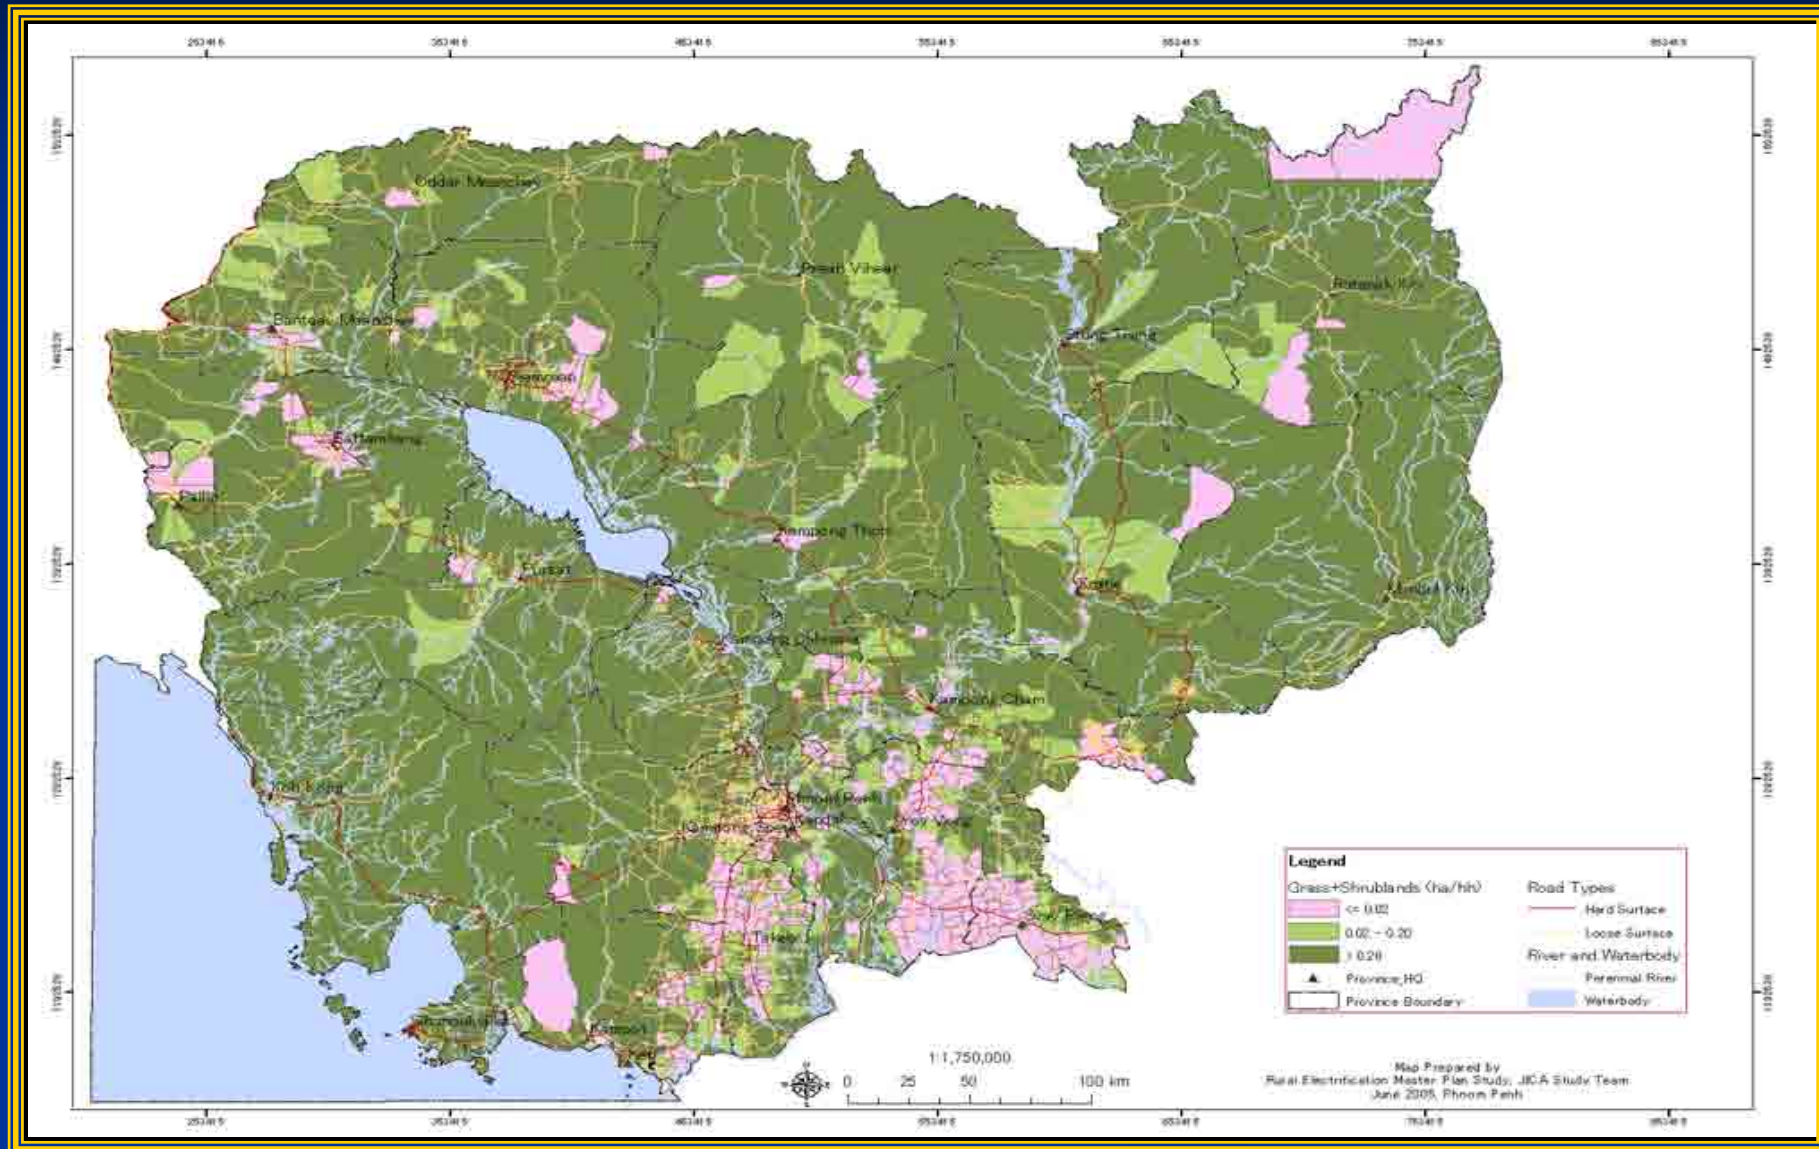 Oddar Meanchey
Preah Vihear
Ratanak Kiri
Banteay Meanchey
Stung Treng
Siemreap
Battambang
Pailin
Kampong Thom
Pursat
Kratie
Mondul Kiri
Kampong Chhnang
Kampong Cham
Koh Kong
Phnom Penh
Kandal
Prey Veng
Kampong Speu
Svay Rieng
Takeo
Sihanoukville
Kampot
Kep
Legend
Grass+Shrublands (ha/hh)
<= 0.02
0.02 - 0.20
> 0.20
Province_HQ
Province Boundary
Road Types
Hard Surface
Loose Surface
River and Waterbody
Perennial River
Waterbody
1:1,750,000
0 25 50 100 km
Map Prepared by
Rural Electrification Master Plan Study, JICA Study Team
June 2005, Phnom Penh